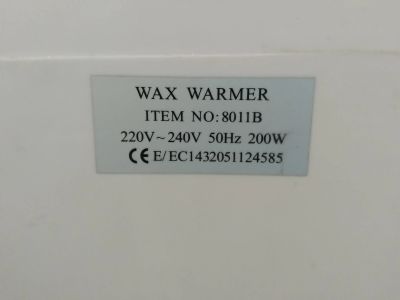 WAX WARMER
ITEM NO:8011B
220V~240V 50Hz 200W
CE/EC1432051124585